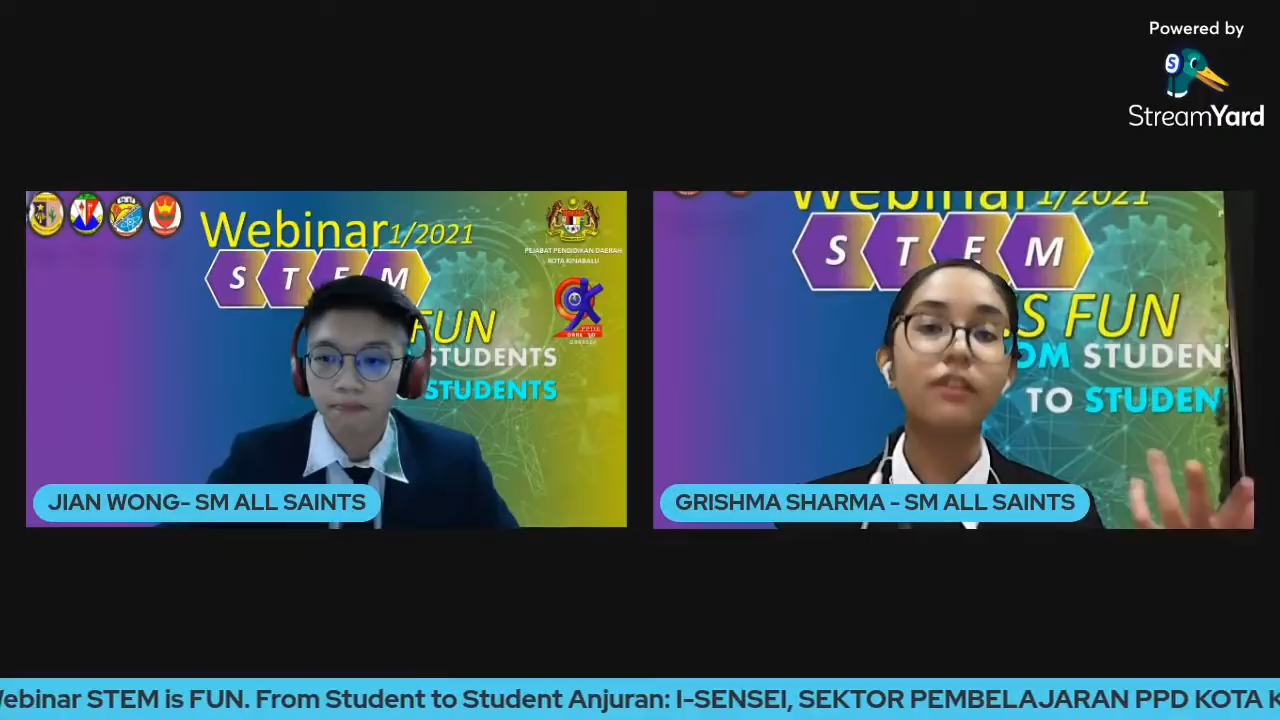 Powered by
S
StreamYard
Webinar 1/2021
S T E M
FUN
STUDENTS
STUDENTS
PEJABAT PENDIDIKAN DAERAH
KOTA KINABALU
JIAN WONG- SM ALL SAINTS
Webinar 1/2021
S T E M
S FUN
OM STUDEN
TO STUDEN
GRISHMA SHARMA - SM ALL SAINTS
Webinar STEM is FUN. From Student to Student Anjuran: I-SENSEI, SEKTOR PEMBELAJARAN PPD KOTA K